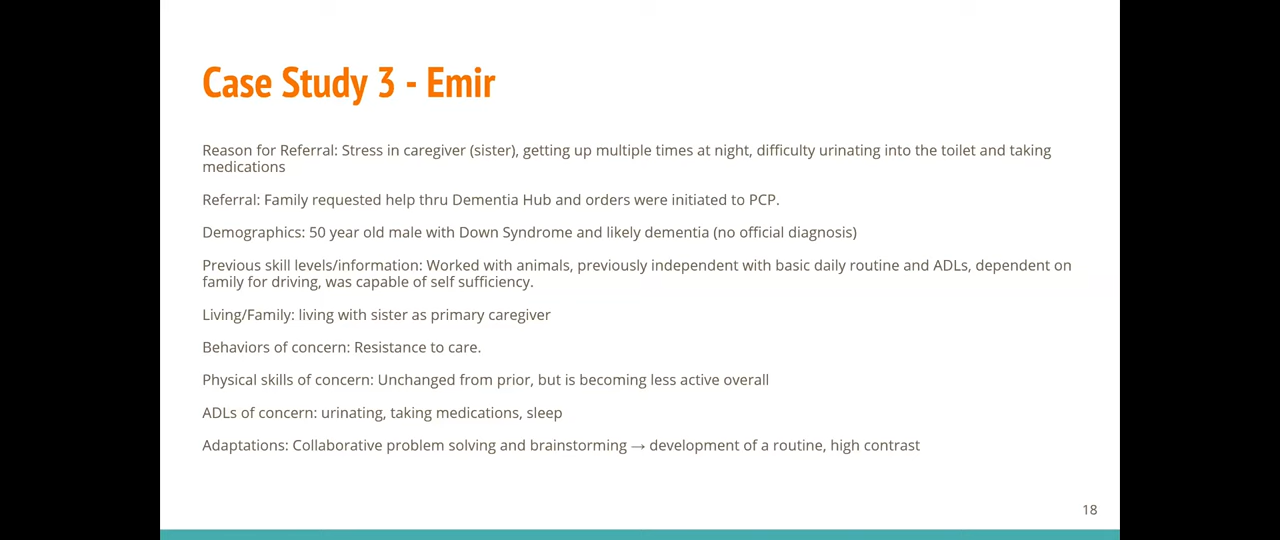 Case Study 3 - Emir
Reason for Referral: Stress in caregiver (sister), getting up multiple times at night, difficulty urinating into the toilet and taking
medications
Referral: Family requested help thru Dementia Hub and orders were initiated to PCP.
Demographics: 50 year old male with Down Syndrome and likely dementia (no official diagnosis)
Previous skill levels/information: Worked with animals, previously independent with basic daily routine and ADLs, dependent on
family for driving, was capable of self sufficiency.
Living/Family: living with sister as primary caregiver
Behaviors of concern: Resistance to care.
Physical skills of concern: Unchanged from prior, but is becoming less active overall
ADLs of concern: urinating, taking medications, sleep
Adaptations: Collaborative problem solving and brainstorming → development of a routine, high contrast
18